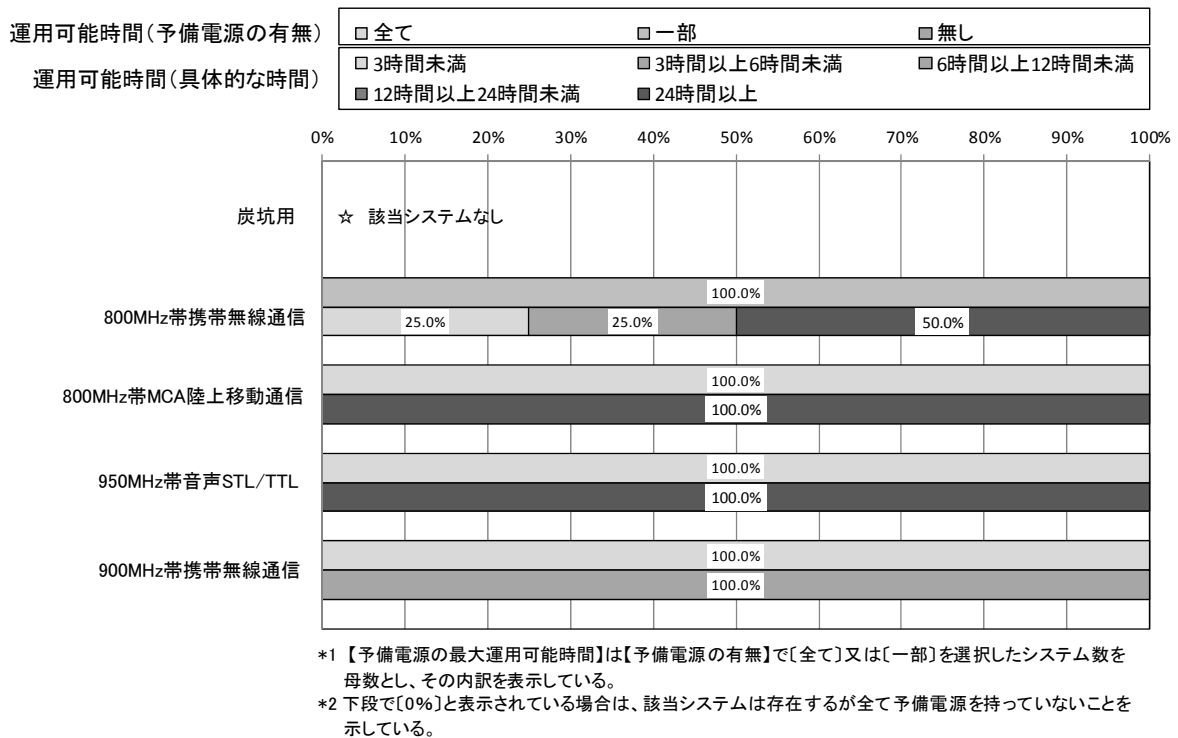 運用可能時間(予備電源の有無) □全て □一部 ■無し
運用可能時間(具体的な時間) □3時間未満 ■3時間以上6時間未満 ■6時間以上12時間未満
■12時間以上24時間未満 ■24時間以上
0% 10% 20% 30% 40% 50% 60% 70% 80% 90% 100%
炭坑用 ☆ 該当システムなし
100.0%
800MHz帯携帯無線通信 25.0% 25.0% 50.0%
100.0%
800MHz帯MCA陸上移動通信
100.0%
100.0%
950MHz帯音声STL/TTL
100.0%
100.0%
900MHz帯携帯無線通信
100.0%
*1 【予備電源の最大運用可能時間】は【予備電源の有無】で〔全て〕又は〔一部〕を選択したシステム数を
母数とし、その内訳を表示している。
*2 下段で〔0%〕と表示されている場合は、該当システムは存在するが全て予備電源を持っていないことを
示している。